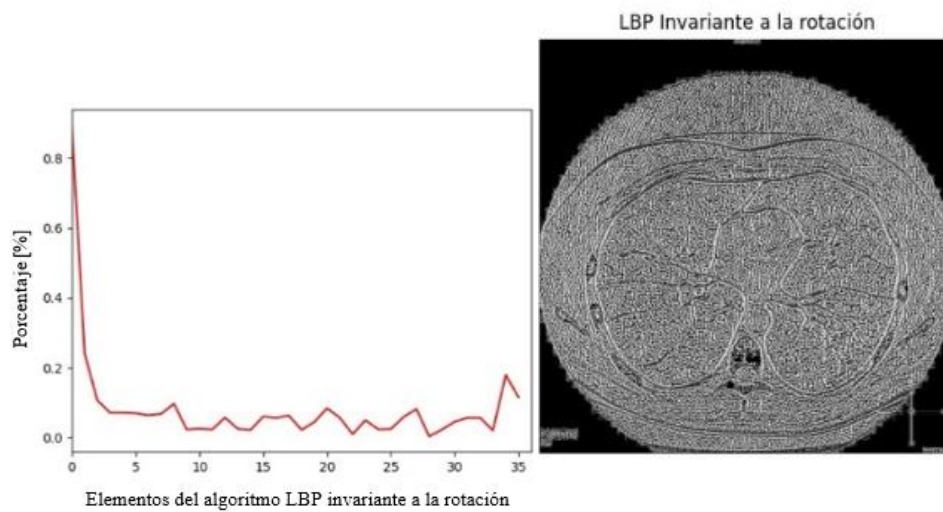 LBP Invariante a la rotación
Porcentaje [%]
0.8
0.6
0.4
0.2
0.0
0 5 10 15 20 25 30 35
Elementos del algoritmo LBP invariante a la rotación